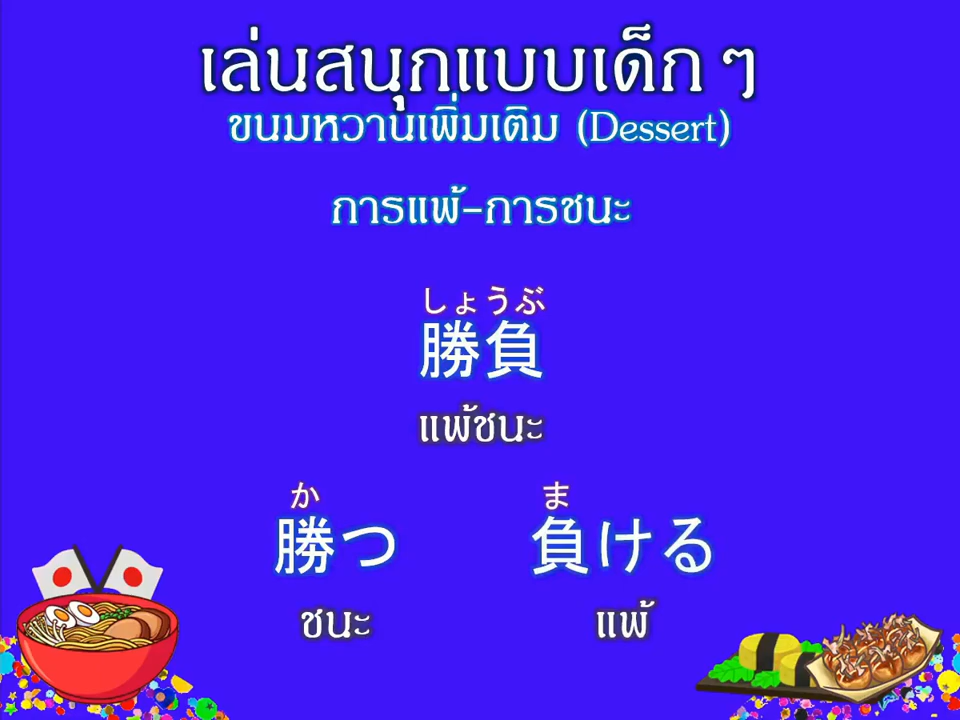 เล่นสนุกแบบเด็ก ๆ
ขนมหวานเพิ่มเติม (Dessert)
การแพ้-การชนะ
しょうぶ
勝負
แพ้ชนะ
か ま
勝つ 負ける
ชนะ แพ้